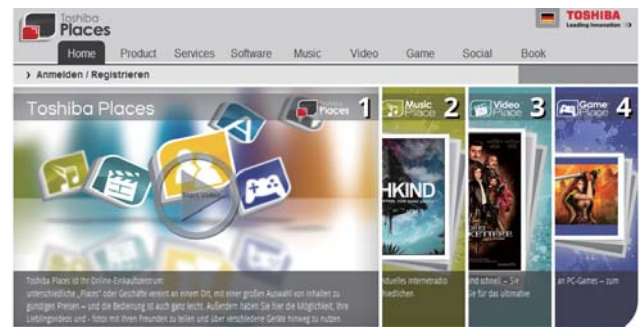 Toshiba
Places
TOSHIBA
Leading Innovation >>>
Home Product Services Software Music Video Game Social Book
› Anmelden / Registrieren
Toshiba Places
Places 1
Music Place 2
Video Place 3
Game Place 4
Start Video
HKIND
KETIERE
Toshiba Places ist Ihr Online-Einkaufszentrum
unterschiedliche „Places" oder Geschäfte vereint an einem Ort, mit einer großen Auswahl von Inhalten zu
günstigen Preisen – und die Bedienung ist auch ganz leicht. Außerdem haben Sie hier die Möglichkeit, Ihre
Lieblingsvideos und - fotos mit Ihren Freunden zu teilen und über verschiedene Geräte hinweg zu nutzen.
iduelles Internetradio
hiedlichen
und schnell – Sie
Sie für das ultimative
an PC-Games – zum